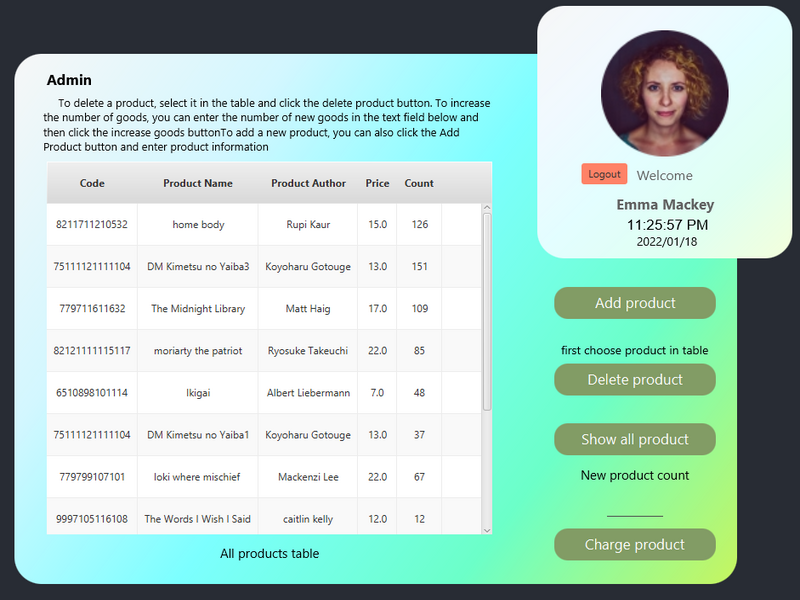 Admin
To delete a product, select it in the table and click the delete product button. To increase
the number of goods, you can enter the number of new goods in the text field below and
then click the increase goods buttonTo add a new product, you can also click the Add
Product button and enter product information
Code Product Name Product Author Price Count
8211711210532 home body Rupi Kaur 15.0 126
75111121111104 DM Kimetsu no Yaiba3 Koyoharu Gotouge 13.0 151
779711611632 The Midnight Library Matt Haig 17.0 109
82121111115117 moriarty the patriot Ryosuke Takeuchi 22.0 85
6510898101114 Ikigai Albert Liebermann 7.0 48
75111121111104 DM Kimetsu no Yaiba1 Koyoharu Gotouge 13.0 37
779799107101 loki where mischief Mackenzi Lee 22.0 67
9997105116108 The Words I Wish I Said caitlin kelly 12.0 12
All products table
Logout Welcome
Emma Mackey
11:25:57 PM
2022/01/18
Add product
first choose product in table
Delete product
Show all product
New product count
Charge product